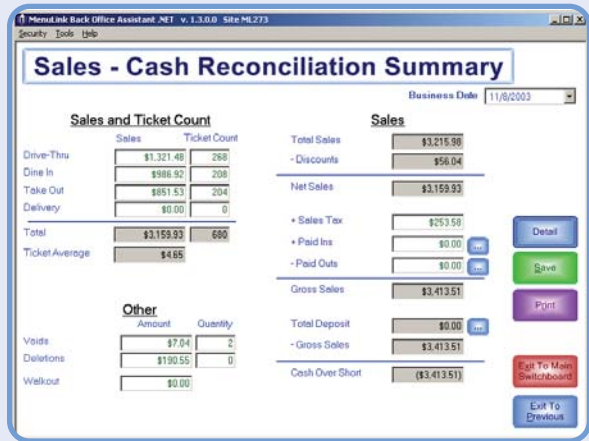 MenuLink Back Office Assistant .NET v. 1.3.0.0 Site ML273
Security Tools Help
Sales - Cash Reconciliation Summary
Business Date 11/8/2003
Sales and Ticket Count
Sales Ticket Count
Drive-Thru $1,321.48 268
Dine In $986.92 208
Take Out $851.53 204
Delivery $0.00 0
Total $3,159.93 680
Ticket Average $4.65
Other
Amount Quantity
Voids $7.04 2
Deletions $190.55 0
Walkout $0.00
Sales
Total Sales $3,215.98
- Discounts $56.04
Net Sales $3,159.93
+ Sales Tax $253.58
+ Paid Ins $0.00 ...
- Paid Outs $0.00 ...
Gross Sales $3,413.51
Total Deposit $0.00 ...
- Gross Sales $3,413.51
Cash Over Short ($3,413.51)
Detail
Save
Print
Exit To Main
Switchboard
Exit To
Previous